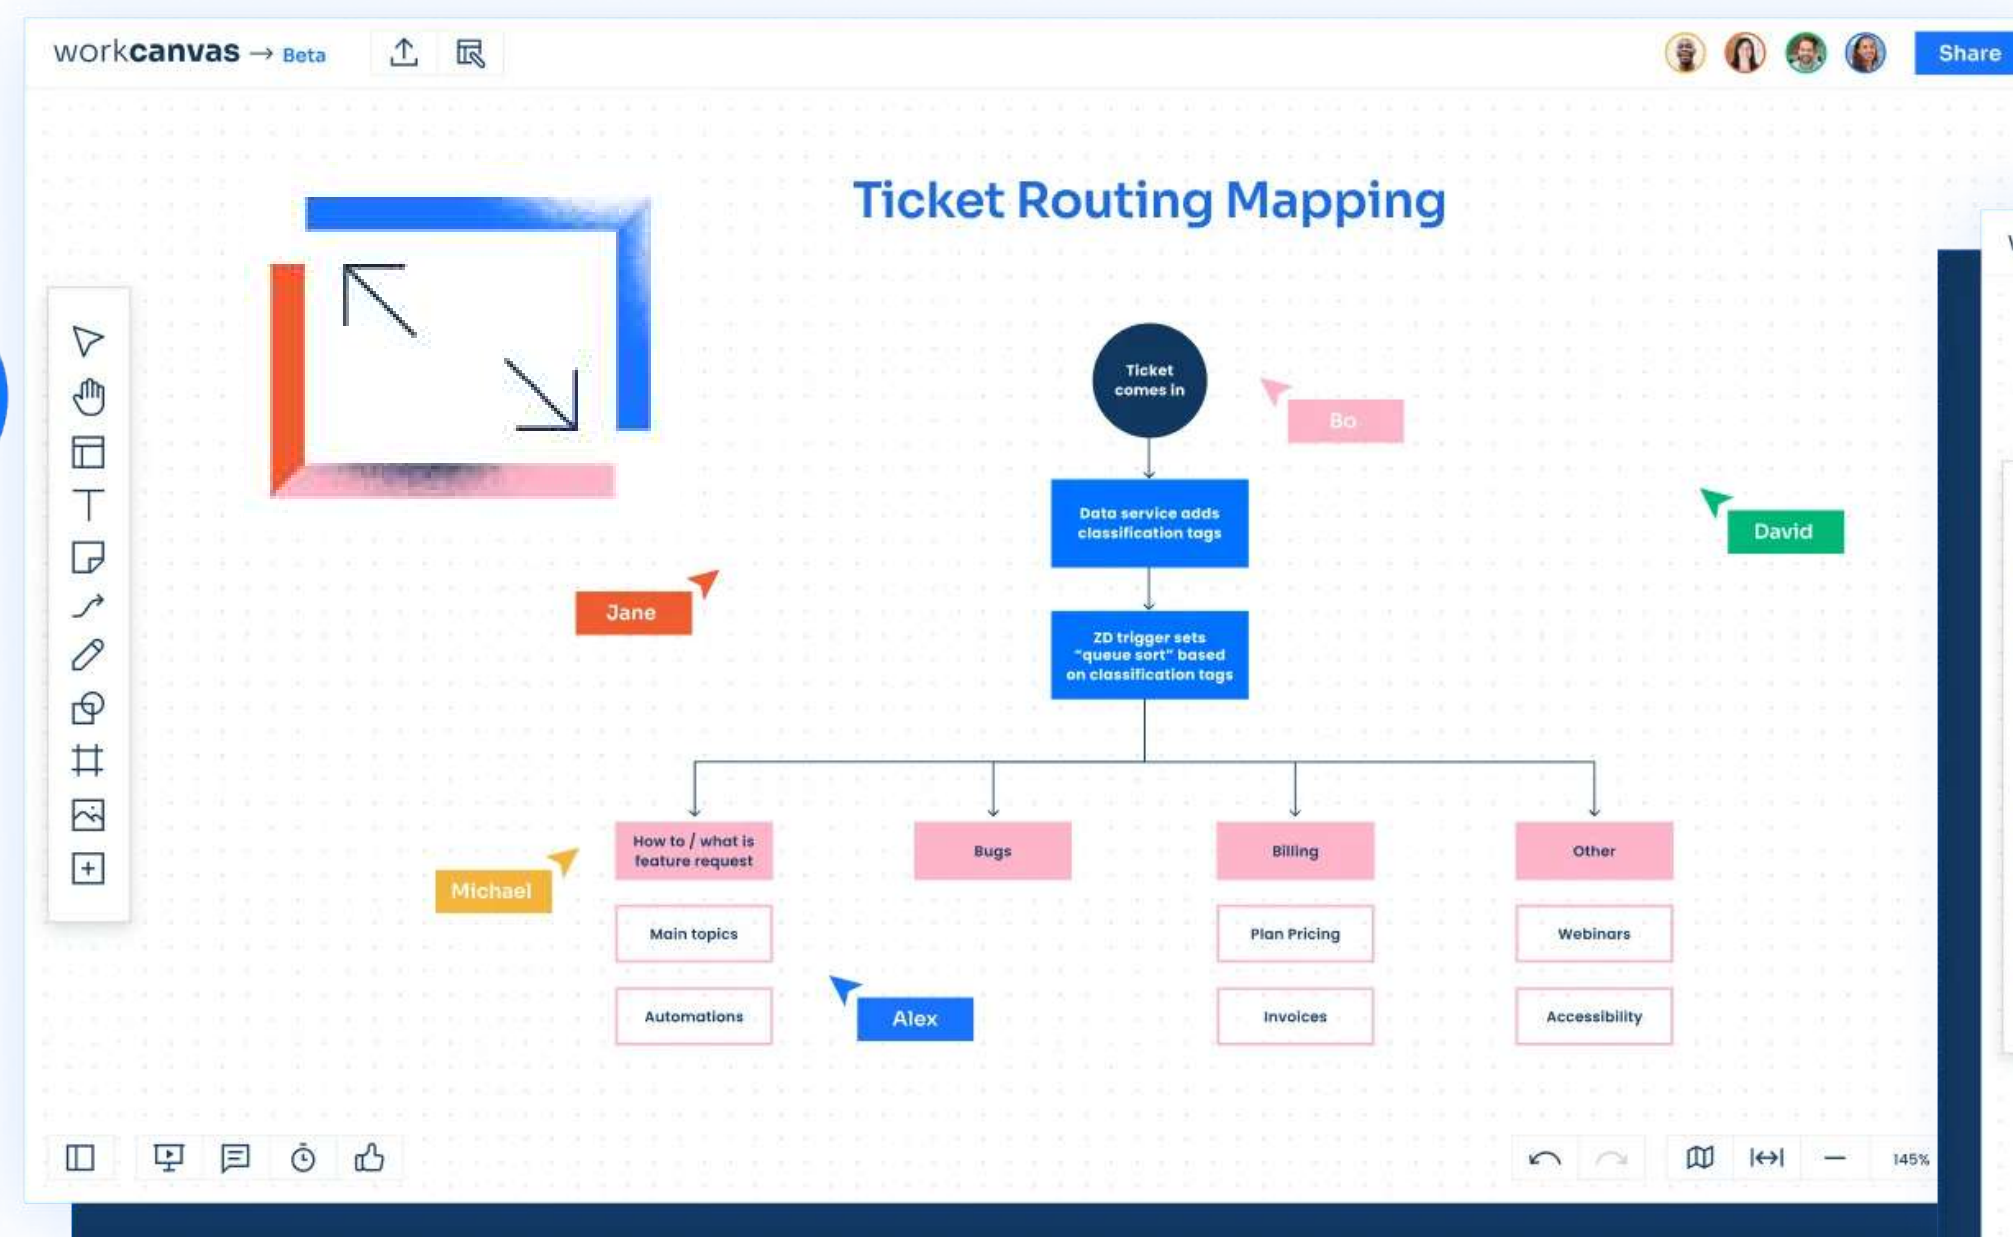 workcanvas → Beta
Share
Ticket Routing Mapping
Ticket
comes in
Bo
Data service adds
classification tags
David
Jane
ZD trigger sets
"queue sort" based
on classification tags
How to / what is
feature request
Bugs
Billing
Other
Michael
Main topics
Plan Pricing
Webinars
Alex
Automations
Invoices
Accessibility
145%